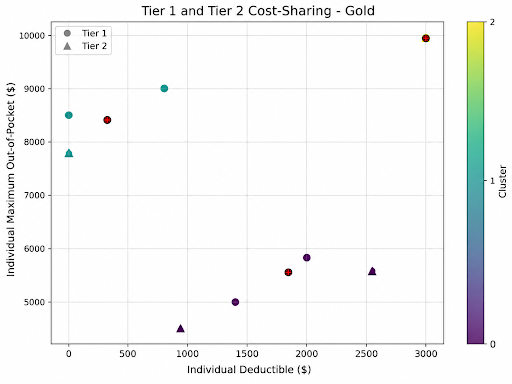 Tier 1 and Tier 2 Cost-Sharing - Gold
Tier 1
Tier 2
Individual Maximum Out-of-Pocket ($)
10000
9000
8000
7000
6000
5000
0
500
1000
1500
2000
2500
3000
Individual Deductible ($)
2
1
0
Cluster